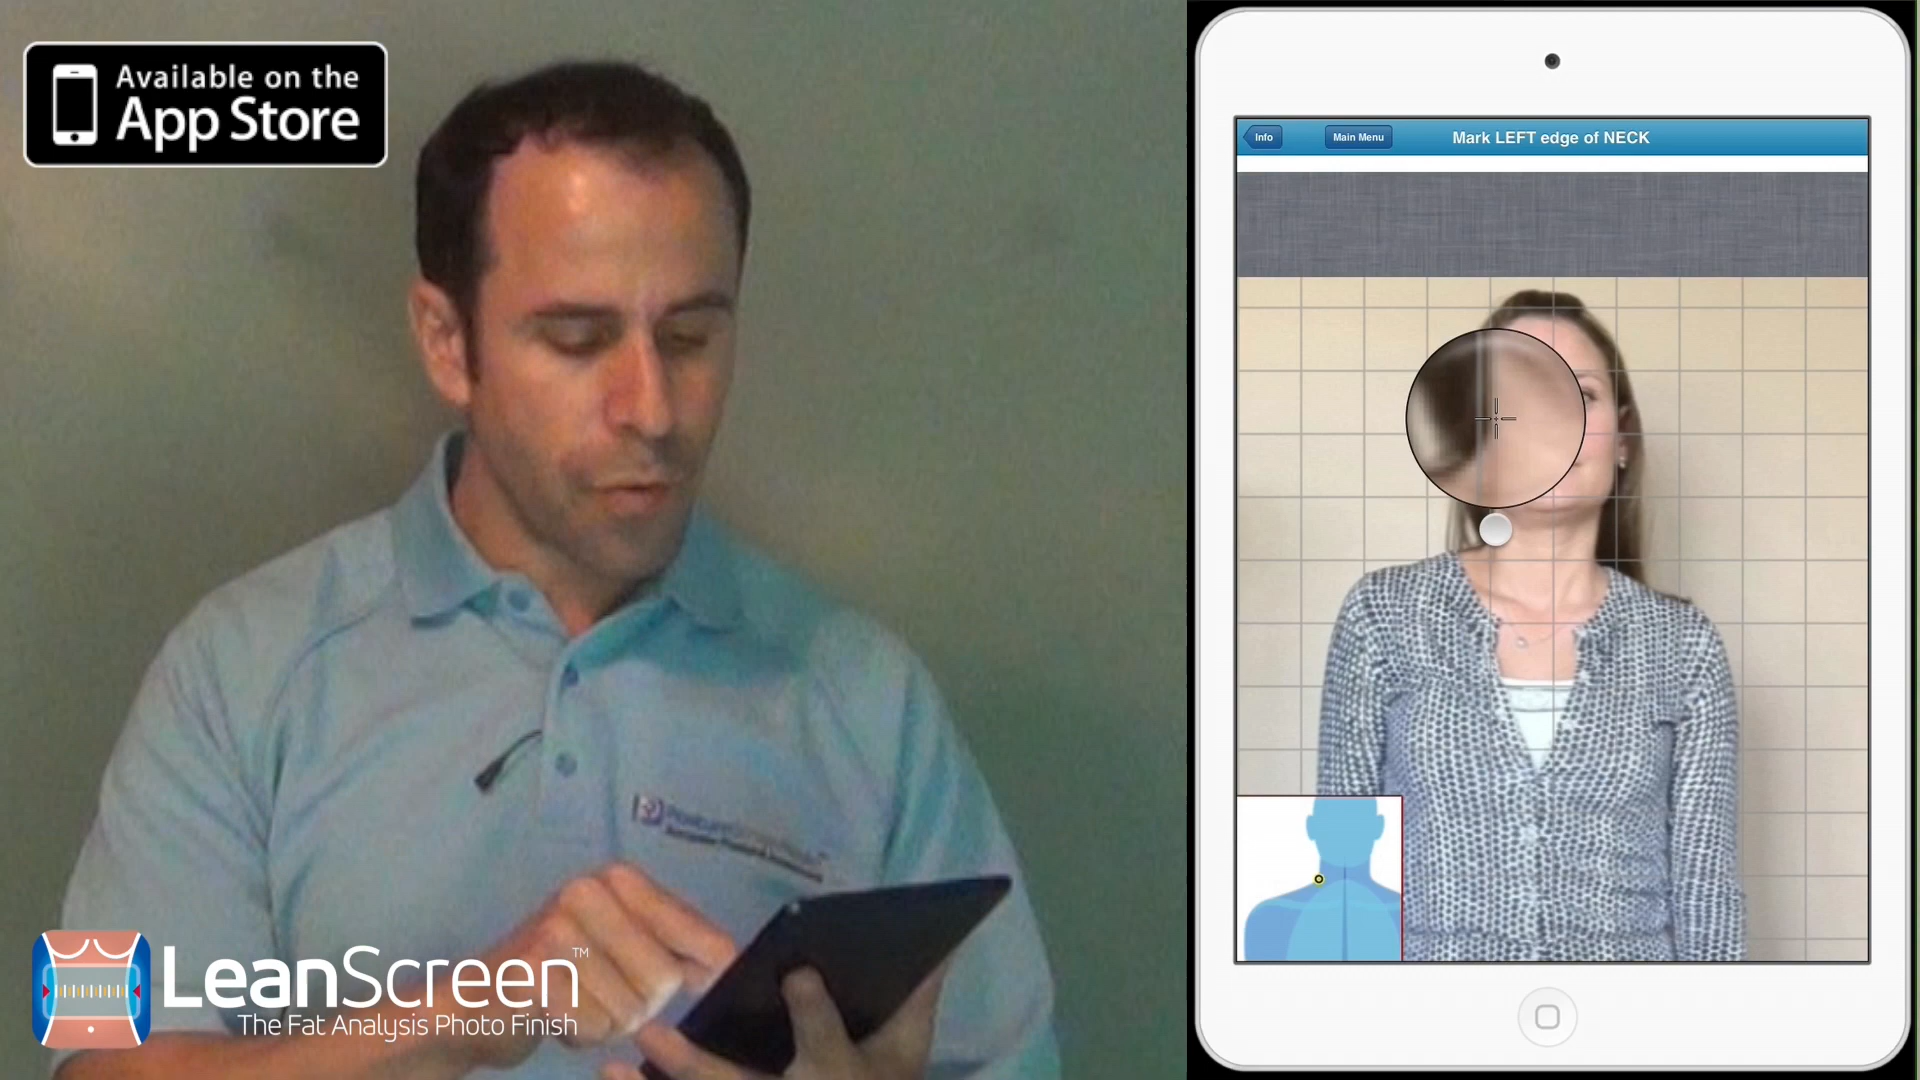 Available on the
App Store
Info
Main Menu
Mark LEFT edge of NECK
LeanScreen™
The Fat Analysis Photo Finish